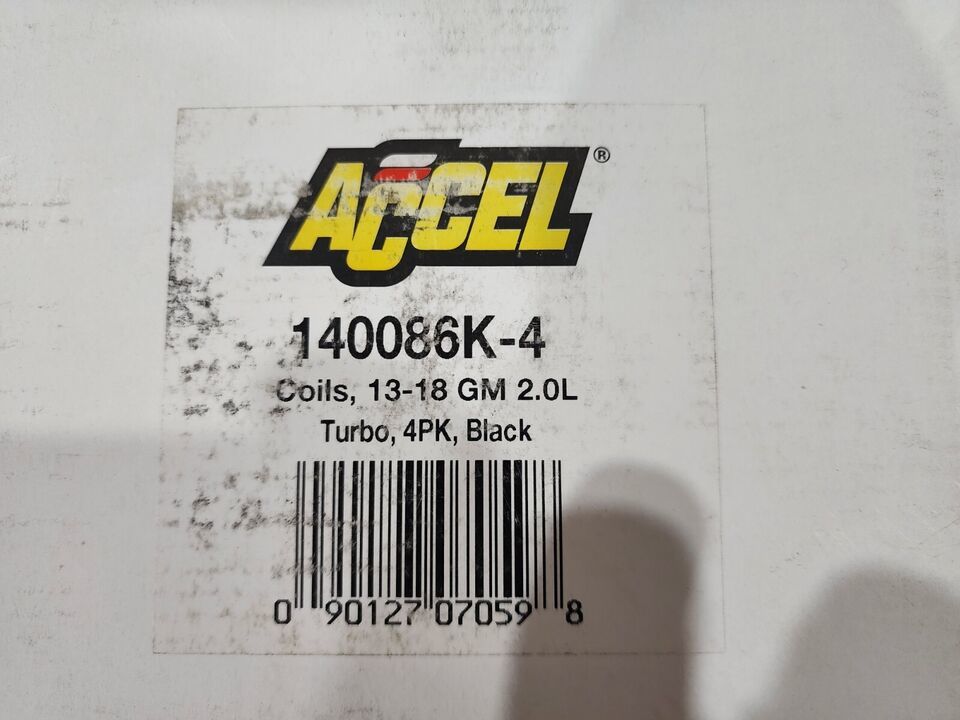 ACCEL®
140086K-4
Coils, 13-18 GM 2.0L
Turbo, 4PK, Black
0 90127 07059 8